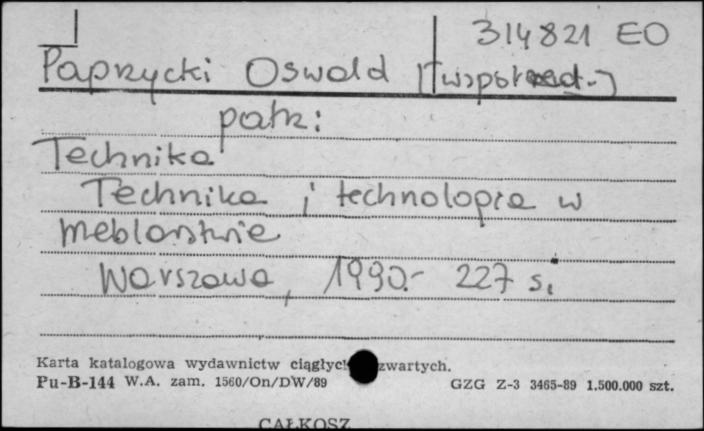 314821 EO
Paprzycki Oswald [współred.]
patrz:
Technika
Technika i technologia w
meblarstwie
Warszawa, 1990.- 227 s.
Karta katalogowa wydawnictw ciągłych zwartych.
Pu-B-144 W.A. zam. 1560/On/DW/89 GZG Z-3 3465-89 1.500.000 szt.
CAŁKOSZ